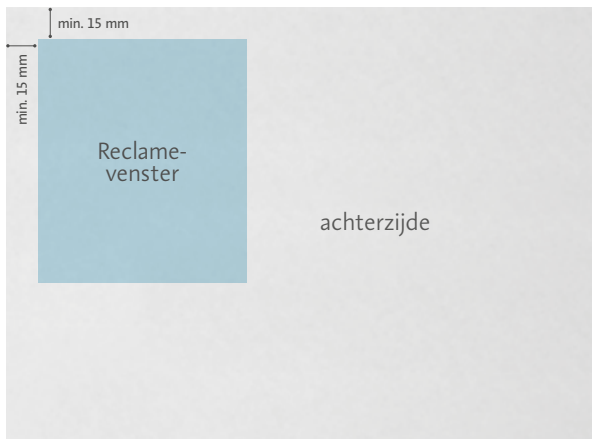 min. 15 mm
min. 15 mm
Reclame-
venster
achterzijde